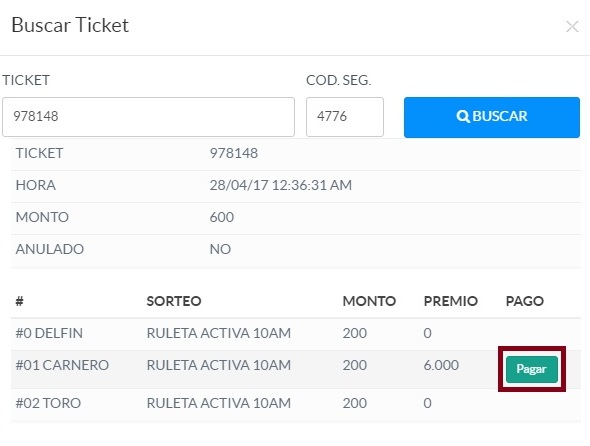 Buscar Ticket ×
TICKET COD. SEG.
978148 4776 BUSCAR
TICKET 978148
HORA 28/04/17 12:36:31 AM
MONTO 600
ANULADO NO
# SORTEO MONTO PREMIO PAGO
#0 DELFIN RULETA ACTIVA 10AM 200 0
#01 CARNERO RULETA ACTIVA 10AM 200 6.000 Pagar
#02 TORO RULETA ACTIVA 10AM 200 0